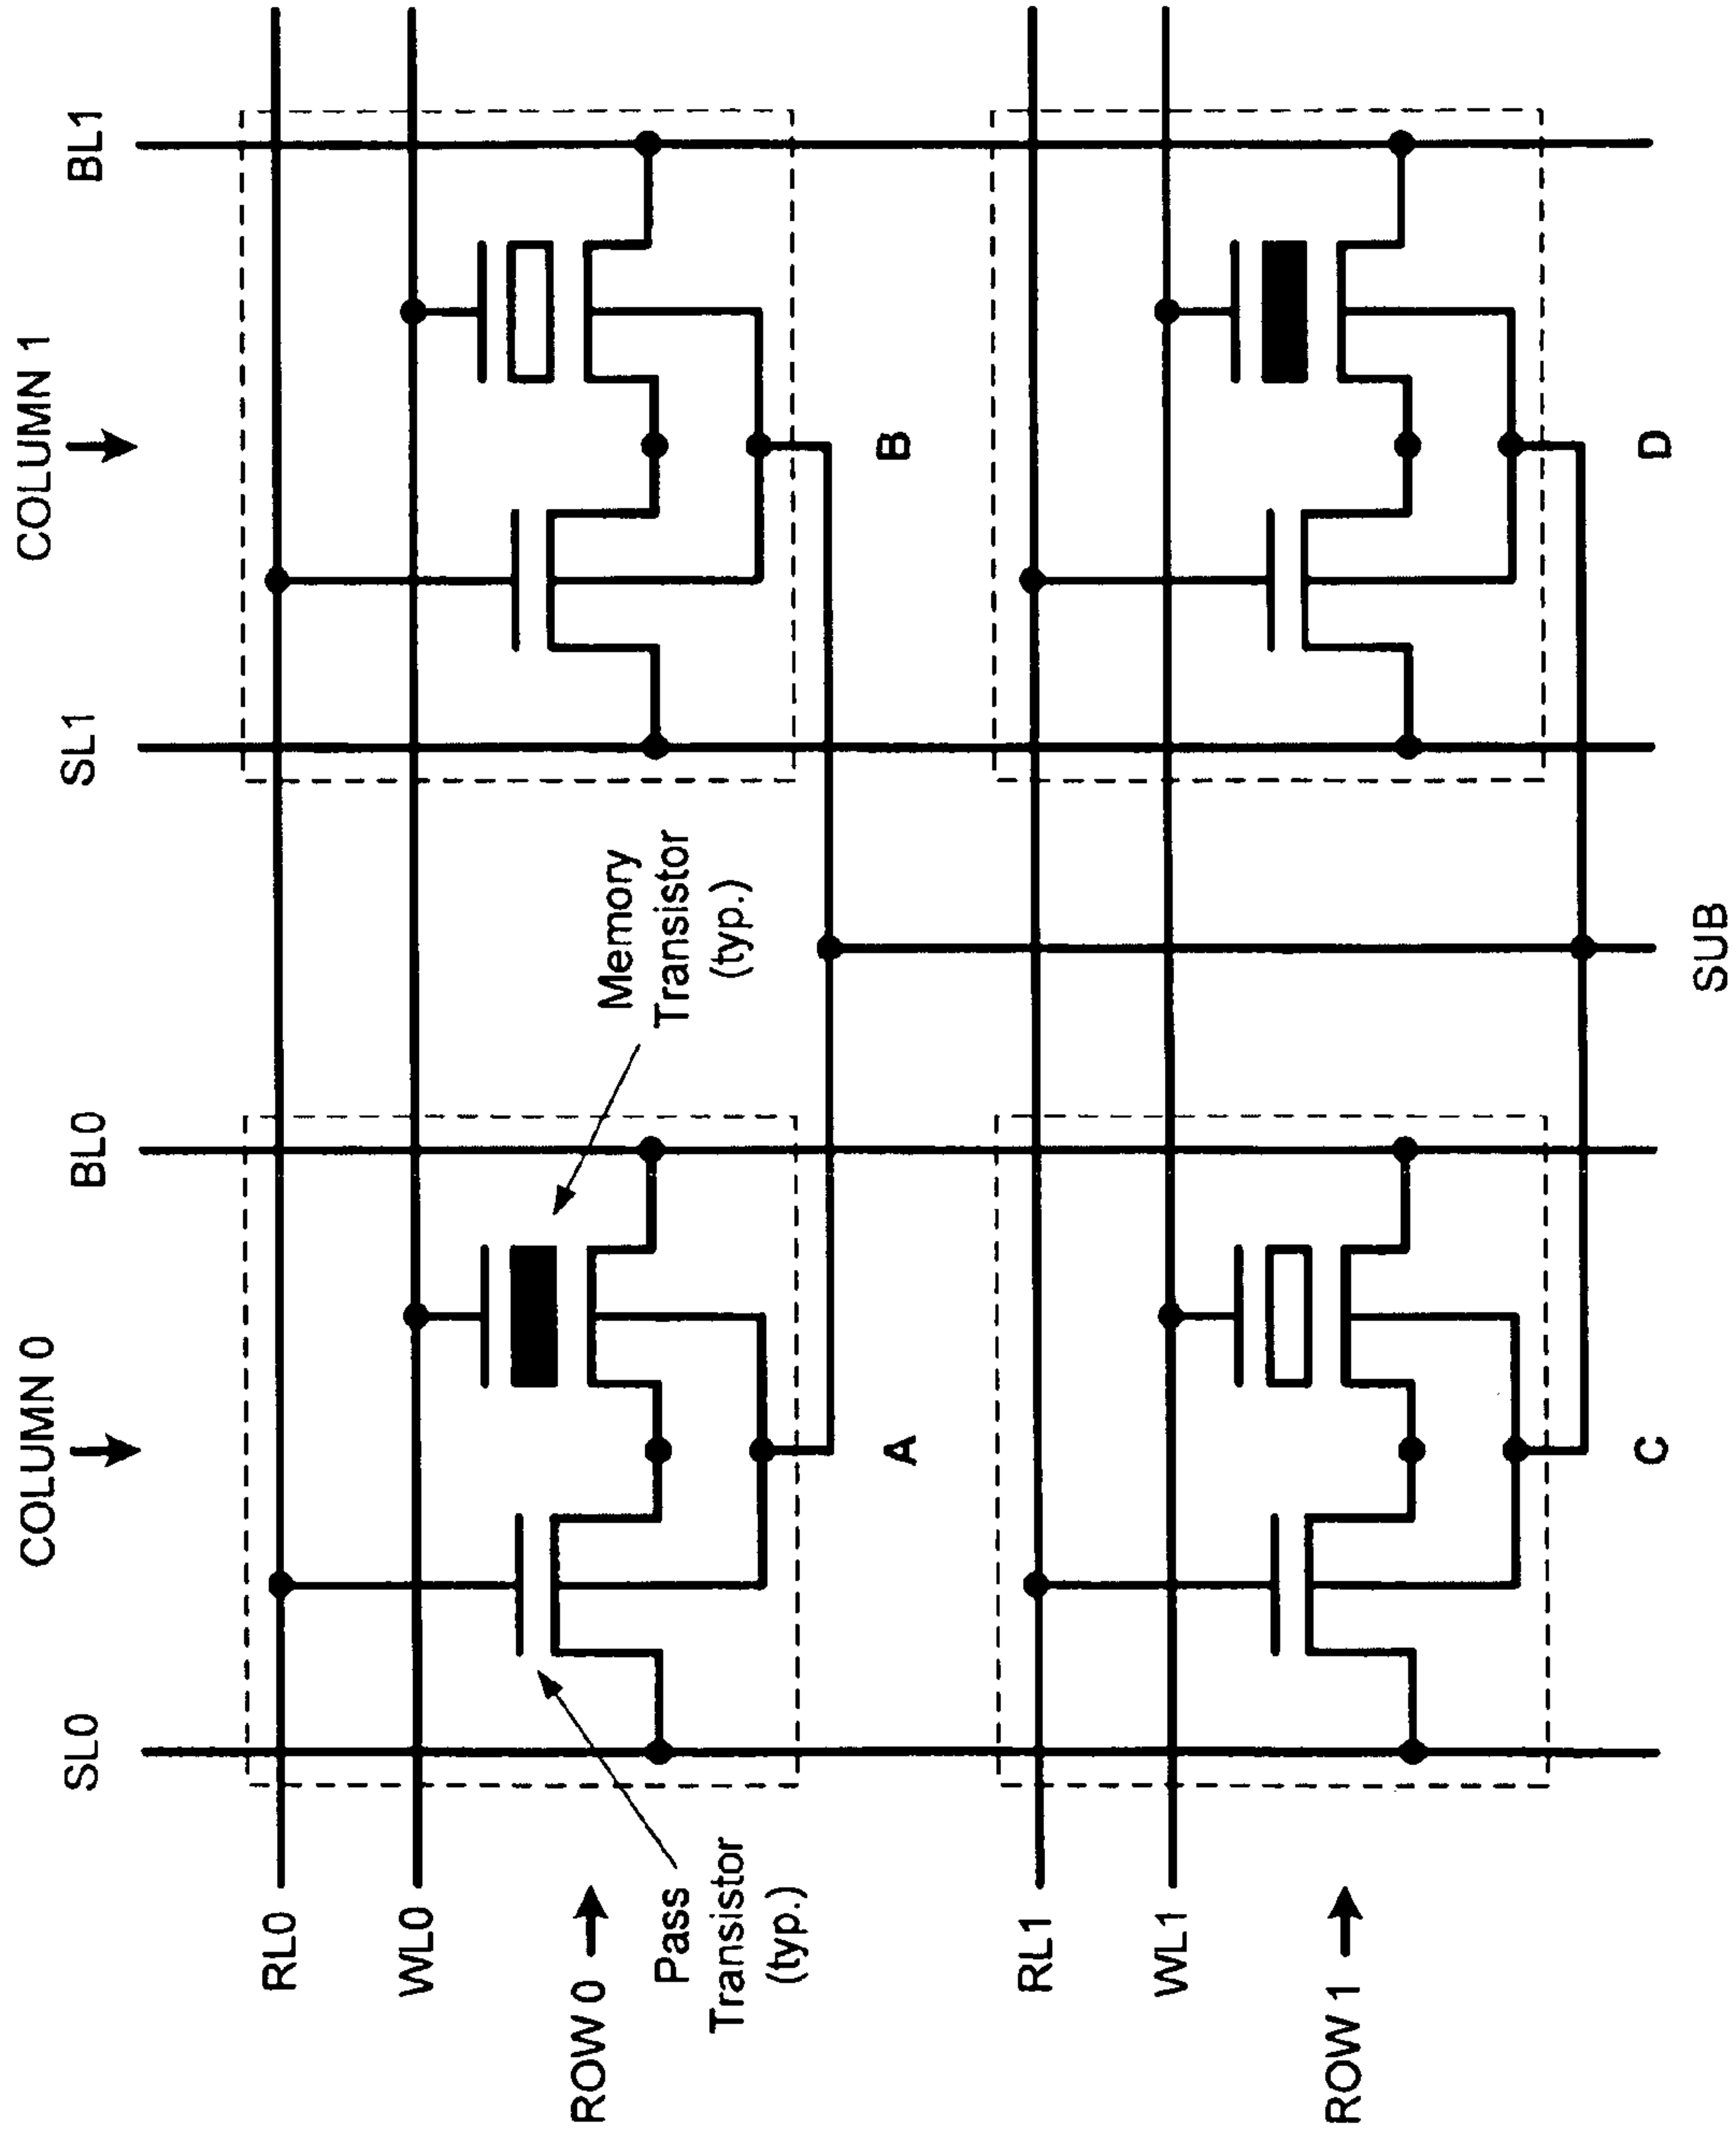 COLUMN 0
COLUMN 1
SL0
BL0
SL1
BL1
RL0
WL0
ROW 0
Pass
Transistor
(typ.)
Memory
Transistor
(typ.)
A
B
RL1
WL1
ROW 1
C
D
SUB